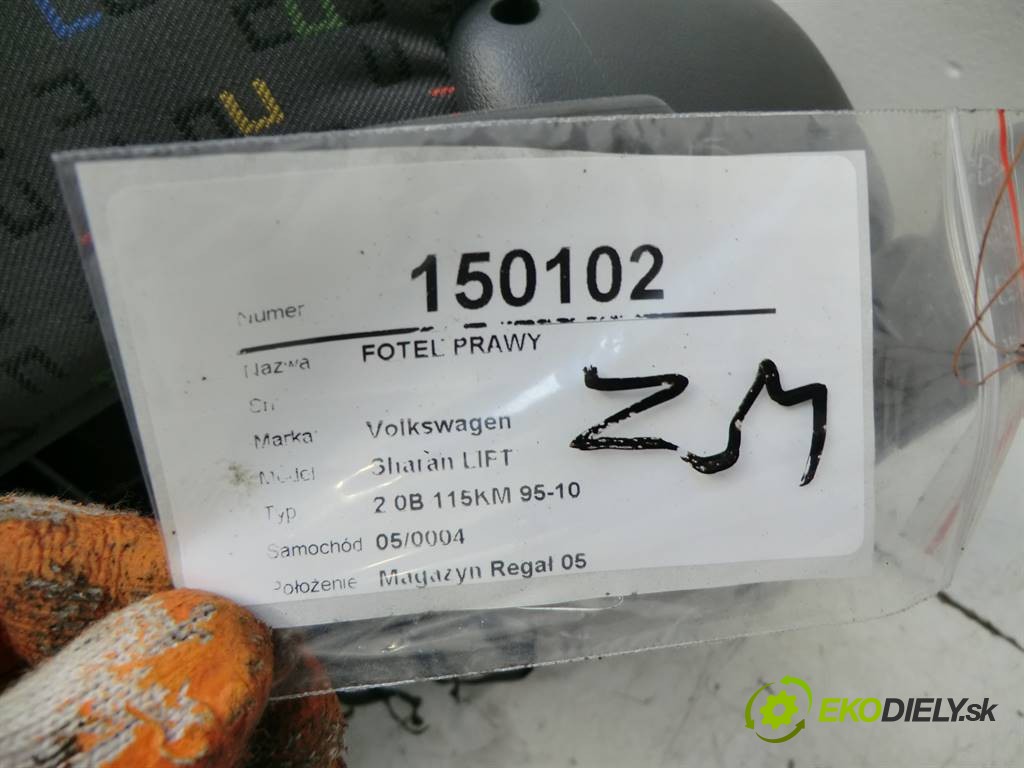 Numer 150102
Nazwa FOTEL PRAWY
Sn
Marka Volkswagen
Model Sharan LIFT
Typ 2 0B 115KM 95-10
Samochód 05/0004
Położenie Magazyn Regał 05
ZM
EKODIELY.sk